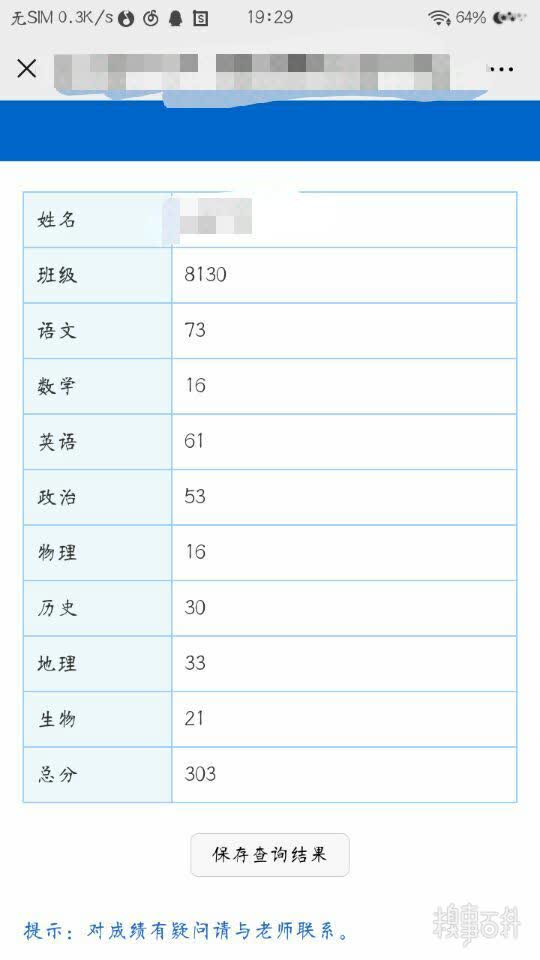 无SIM 0.3K/s 19:29 64%
姓名
班级 8130
语文 73
数学 16
英语 61
政治 53
物理 16
历史 30
地理 33
生物 21
总分 303
保存查询结果
提示：对成绩有疑问请与老师联系。
糗事百科